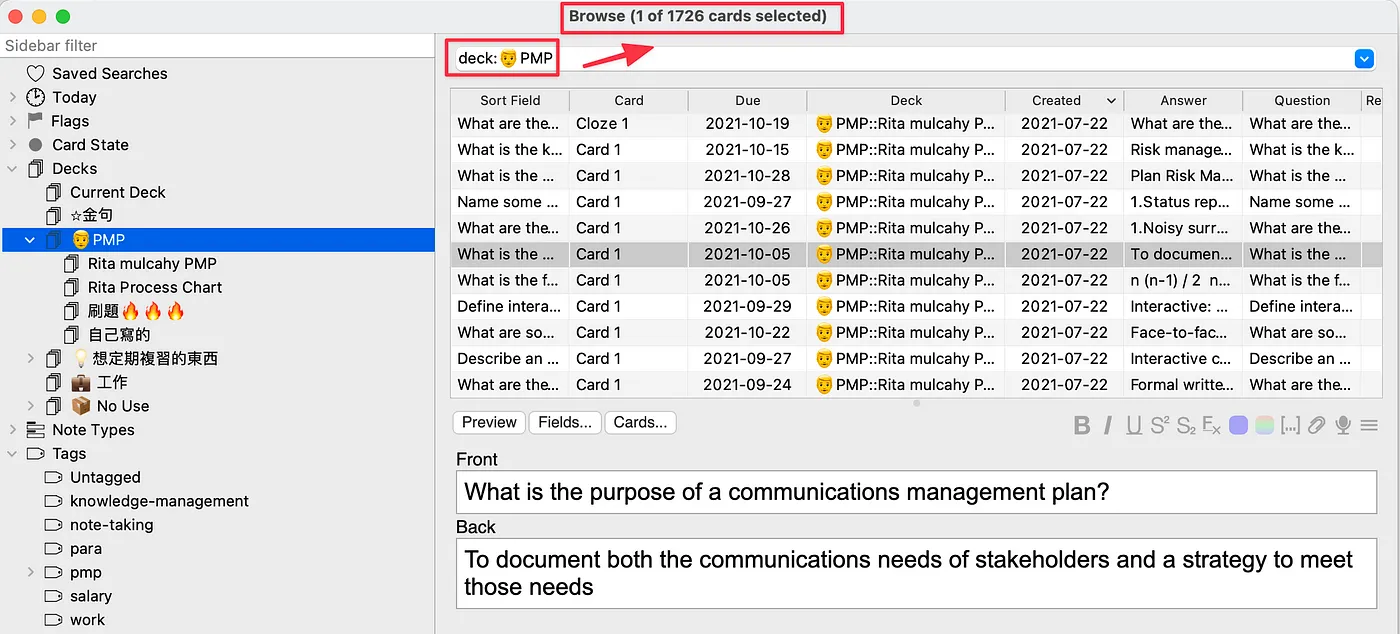 Browse (1 of 1726 cards selected)
Sidebar filter
Saved Searches
Today
Flags
Card State
Decks
Current Deck
☆金句
👨PMP
Rita mulcahy PMP
Rita Process Chart
刷題🔥🔥🔥
自己寫的
💡想定期複習的東西
💼 工作
📦 No Use
Note Types
Tags
Untagged
knowledge-management
note-taking
para
pmp
salary
work
deck:👨PMP
Sort Field Card Due Deck Created Answer Question Re
What are the... Cloze 1 2021-10-19 👨PMP::Rita mulcahy P... 2021-07-22 What are the... What are the...
What is the k... Card 1 2021-10-15 👨PMP::Rita mulcahy P... 2021-07-22 Risk manage... What is the k...
What is the ... Card 1 2021-10-28 👨PMP::Rita mulcahy P... 2021-07-22 Plan Risk Ma... What is the ...
Name some ... Card 1 2021-09-27 👨PMP::Rita mulcahy P... 2021-07-22 1.Status rep... Name some ...
What are the... Card 1 2021-10-26 👨PMP::Rita mulcahy P... 2021-07-22 1.Noisy surr... What are the...
What is the ... Card 1 2021-10-05 👨PMP::Rita mulcahy P... 2021-07-22 To documen... What is the ...
What is the f... Card 1 2021-10-05 👨PMP::Rita mulcahy P... 2021-07-22 n (n-1) / 2 n... What is the f...
Define intera... Card 1 2021-09-29 👨PMP::Rita mulcahy P... 2021-07-22 Interactive: ... Define intera...
What are so... Card 1 2021-10-22 👨PMP::Rita mulcahy P... 2021-07-22 Face-to-fac... What are so...
Describe an ... Card 1 2021-09-27 👨PMP::Rita mulcahy P... 2021-07-22 Interactive c... Describe an ...
What are the... Card 1 2021-09-24 👨PMP::Rita mulcahy P... 2021-07-22 Formal writte... What are the...
Preview Fields... Cards... B I U S² S₂ Ex [...]
Front
What is the purpose of a communications management plan?
Back
To document both the communications needs of stakeholders and a strategy to meet
those needs